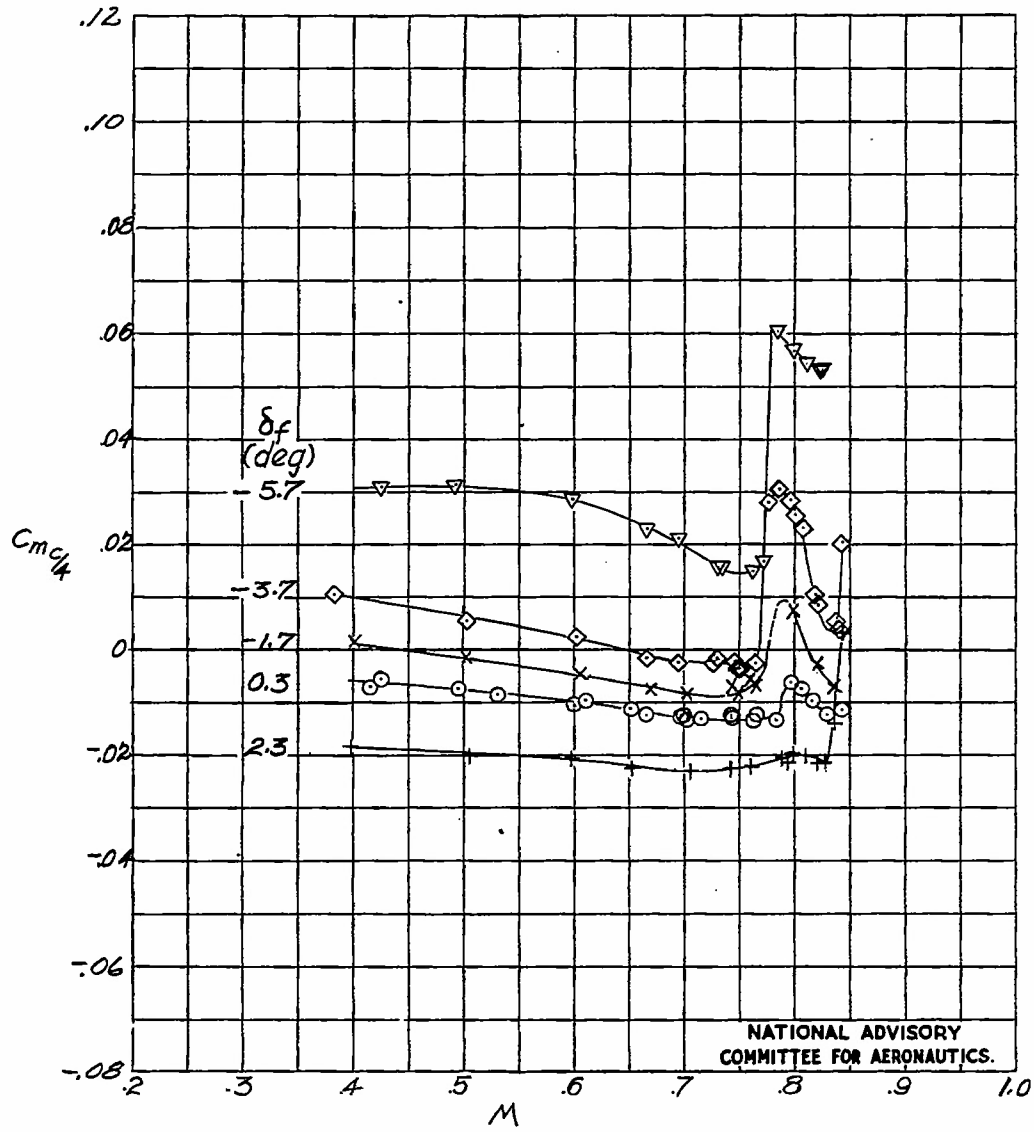 .12
.10
.08
.06
.04
.02
0
-.02
-.04
-.06
-.08
Cmc/4
δf
(deg)
-5.7
-3.7
-1.7
0.3
2.3
NATIONAL ADVISORY
COMMITTEE FOR AERONAUTICS.
.2 .3 .4 .5 .6 .7 .8 .9 1.0
M